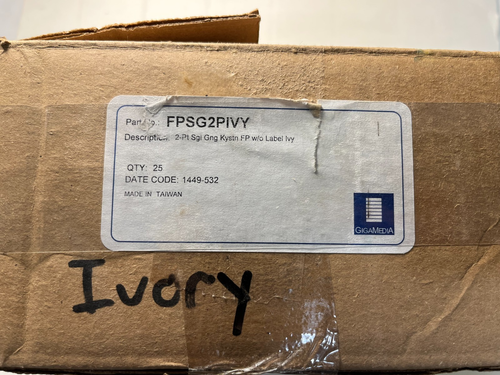 Part No.: FPSG2PIVY
Description: 2-Pt Sgl Gng Kystn FP w/o Label Ivy
QTY: 25
DATE CODE: 1449-532
MADE IN TAIWAN
GIGAMEDIA
Ivory